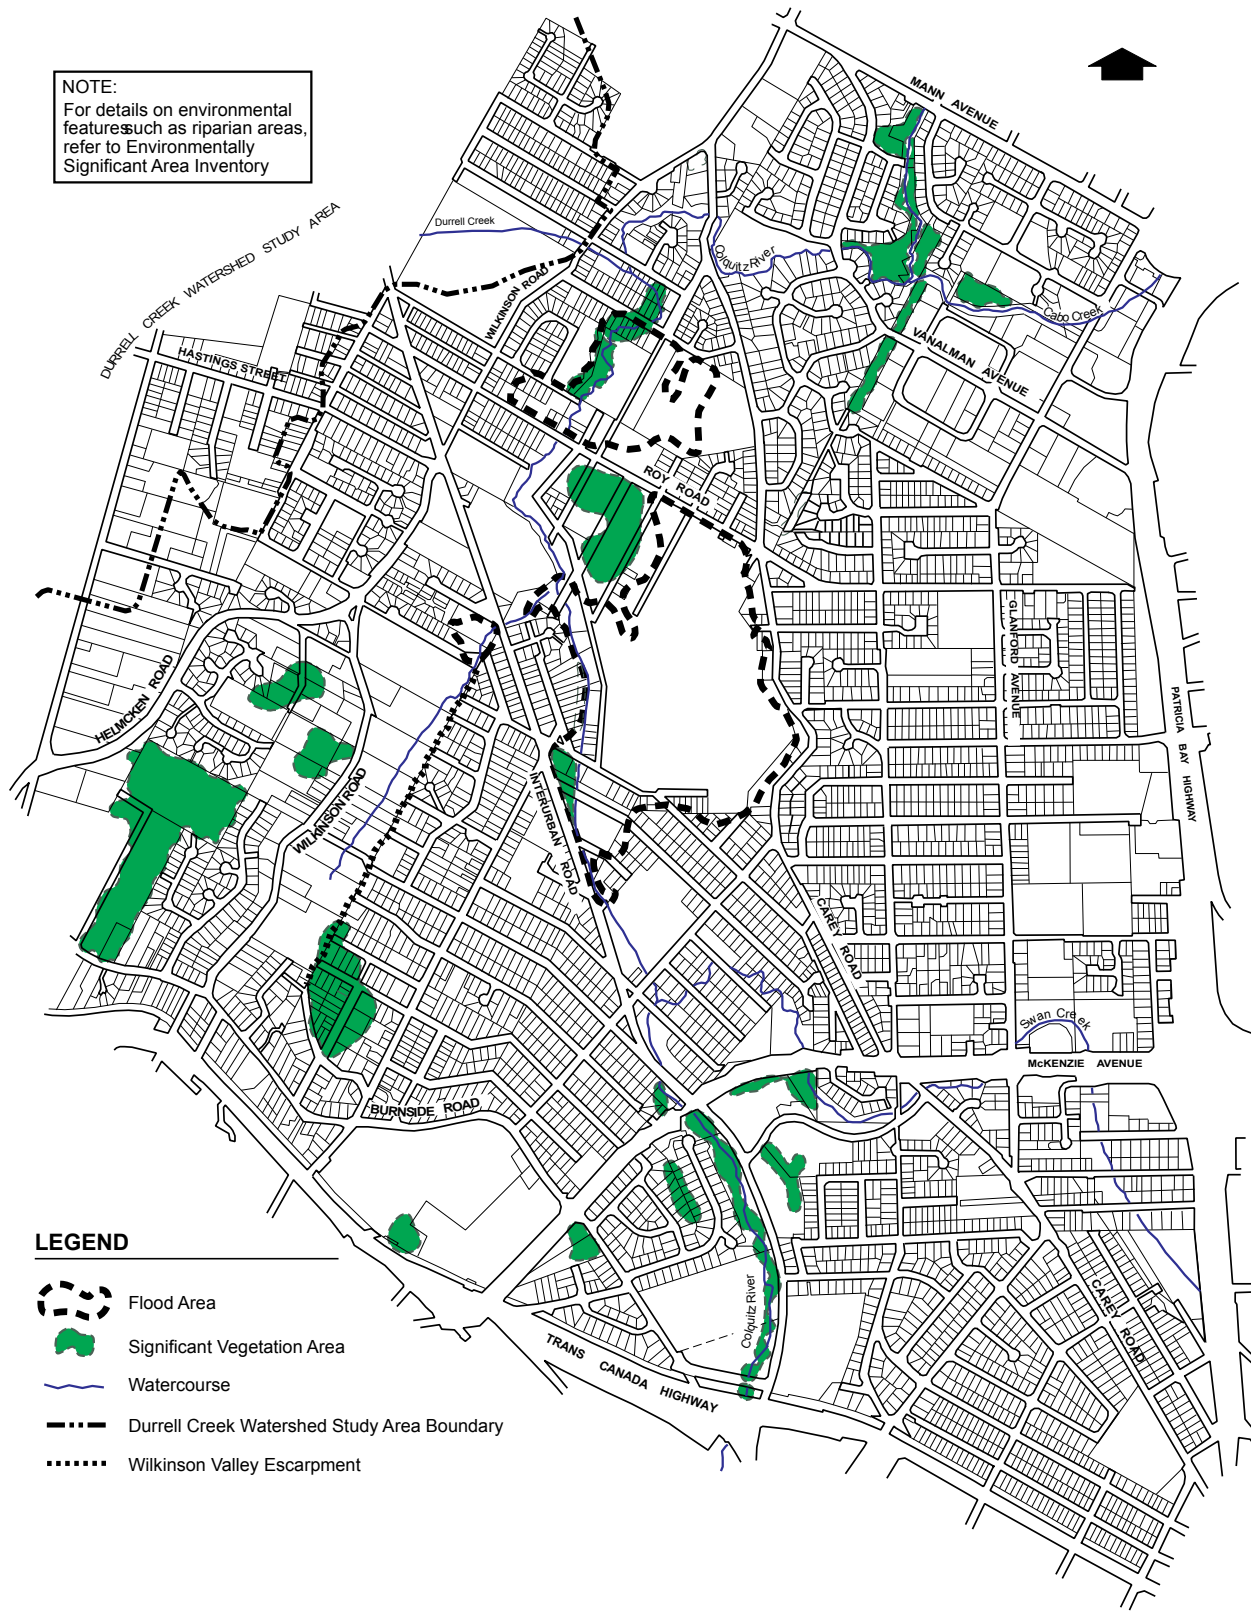 NOTE:
For details on environmental
features such as riparian areas,
refer to Environmentally
Significant Area Inventory
MANN AVENUE
DURRELL CREEK WATERSHED STUDY AREA
Durrell Creek
Colquitz River
WILKINSON ROAD
Cabo Creek
HASTINGS STREET
VANALMAN AVENUE
ROY ROAD
GLANFORD AVENUE
HELMCKEN ROAD
PATRICIA BAY HIGHWAY
WILKINSON ROAD
INTERURBAN ROAD
CAREY ROAD
Swan Creek
McKENZIE AVENUE
BURNSIDE ROAD
Colquitz River
CAREY ROAD
TRANS CANADA HIGHWAY
LEGEND
Flood Area
Significant Vegetation Area
Watercourse
Durrell Creek Watershed Study Area Boundary
Wilkinson Valley Escarpment